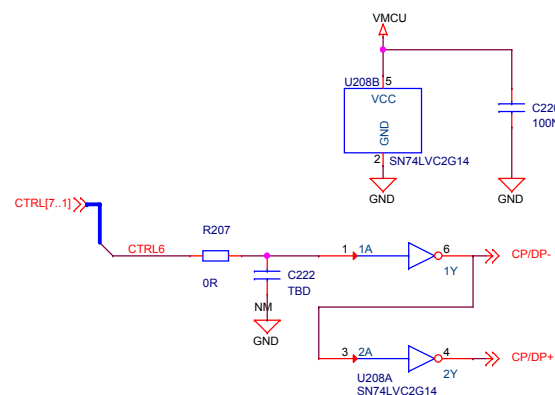 VMCU
U208B
5
VCC
GND
2
SN74LVC2G14
GND
C220
100N
GND
CTRL[7..1]
CTRL6
R207
0R
C222
TBD
NM
GND
1
1A
6
1Y
CP/DP-
3
2A
4
2Y
CP/DP+
U208A
SN74LVC2G14